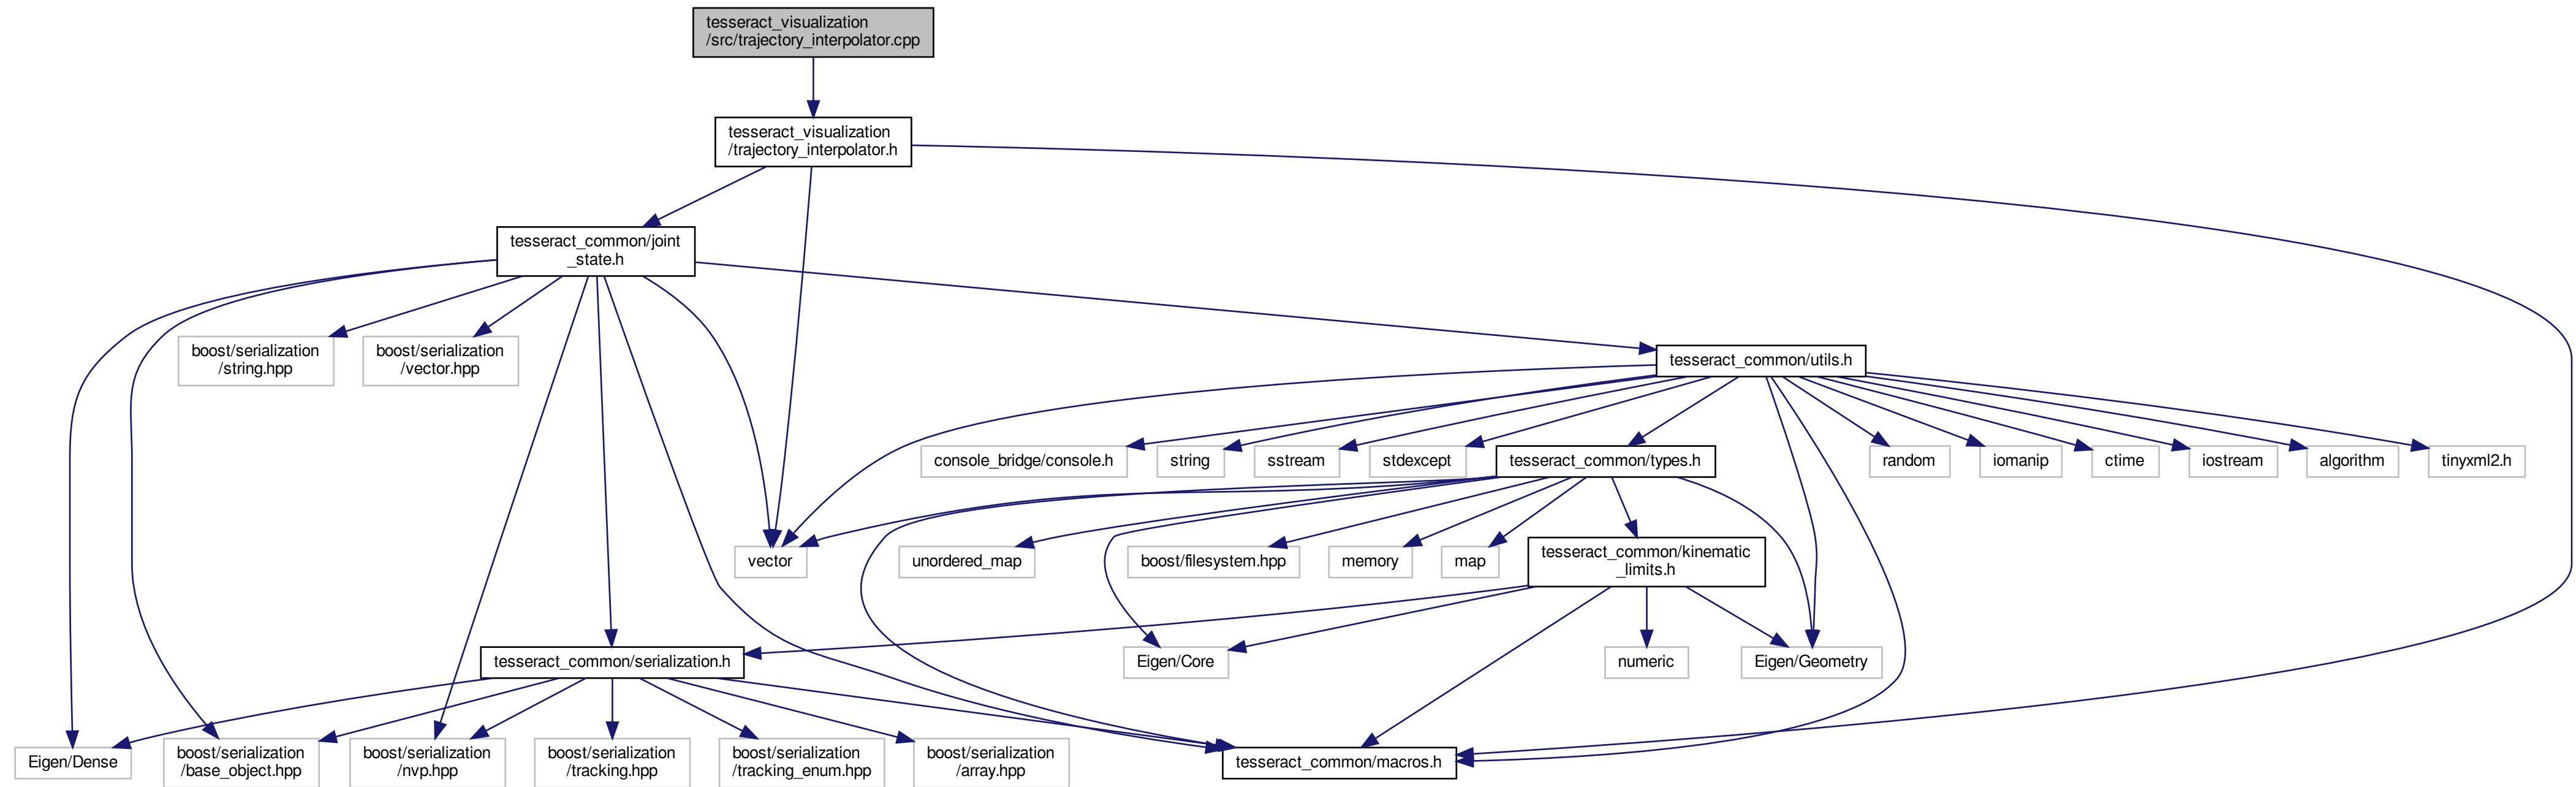 tesseract_visualization
/src/trajectory_interpolator.cpp
tesseract_visualization
/trajectory_interpolator.h
tesseract_common/joint
_state.h
boost/serialization
/string.hpp
boost/serialization
/vector.hpp
tesseract_common/utils.h
console_bridge/console.h
string
sstream
stdexcept
tesseract_common/types.h
random
iomanip
ctime
iostream
algorithm
tinyxml2.h
vector
unordered_map
boost/filesystem.hpp
memory
map
tesseract_common/kinematic
_limits.h
tesseract_common/serialization.h
Eigen/Core
numeric
Eigen/Geometry
Eigen/Dense
boost/serialization
/base_object.hpp
boost/serialization
/nvp.hpp
boost/serialization
/tracking.hpp
boost/serialization
/tracking_enum.hpp
boost/serialization
/array.hpp
tesseract_common/macros.h